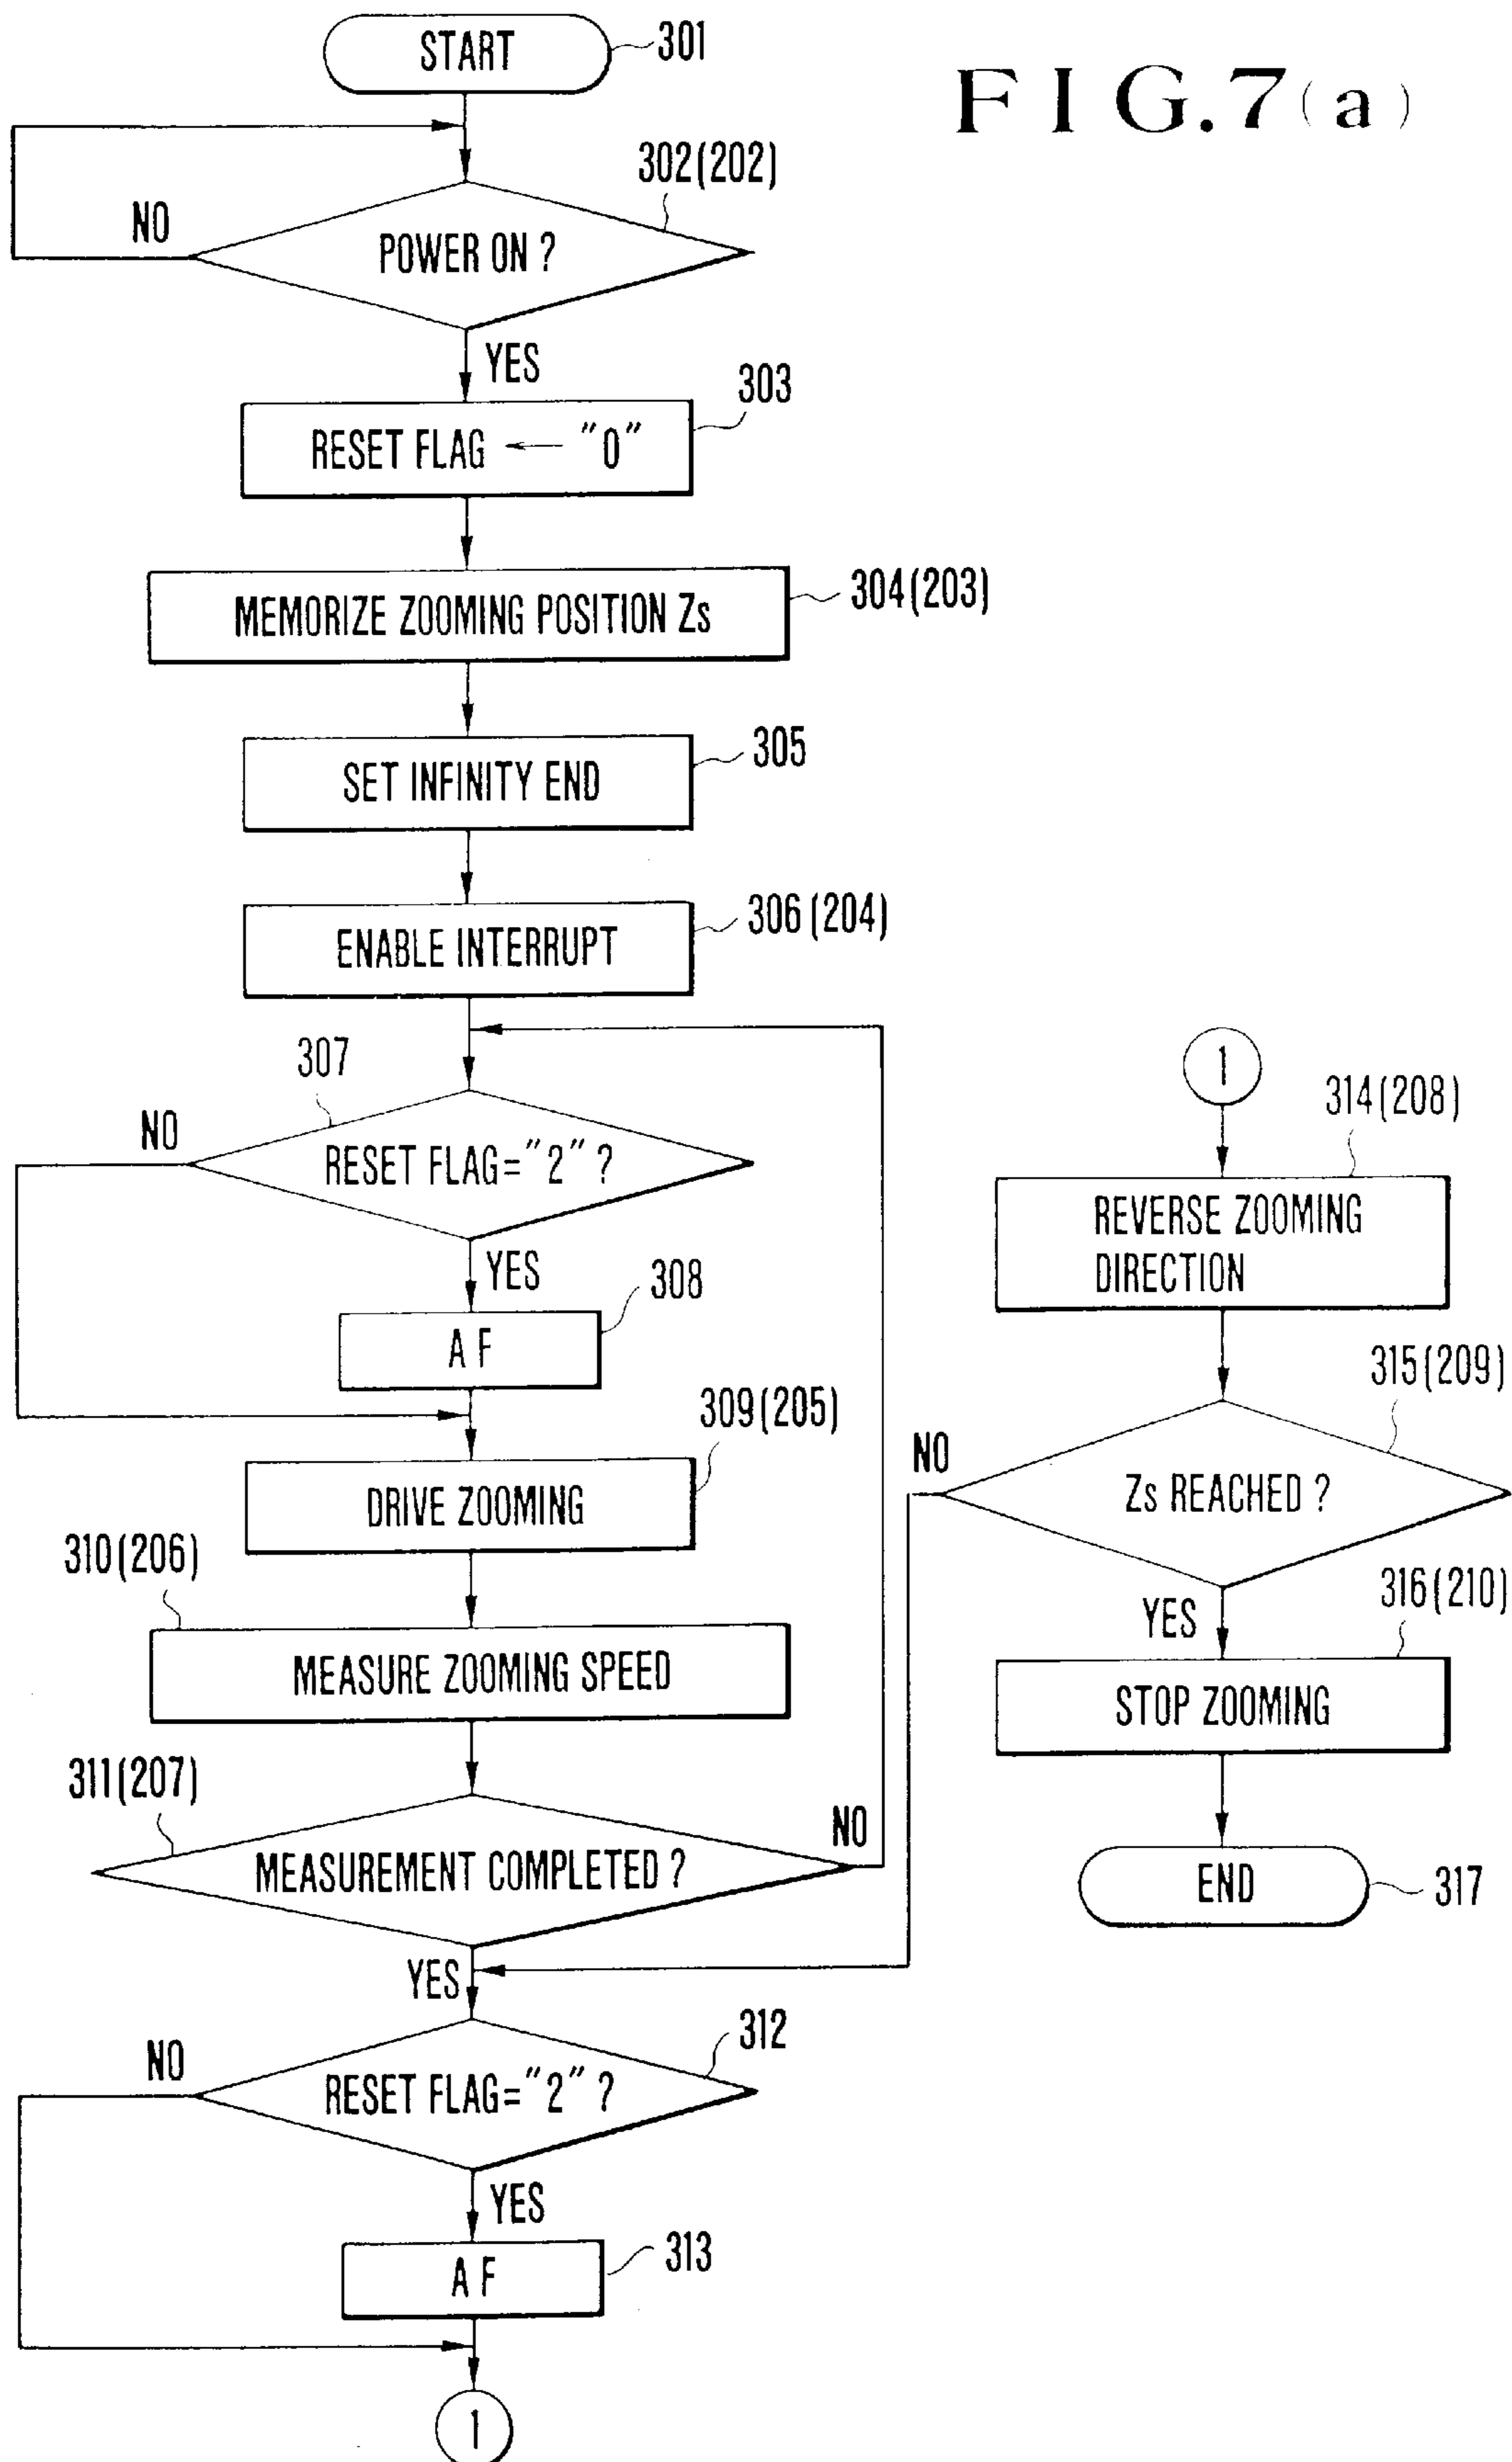 FIG.7(a)
START
301
302(202)
NO
POWER ON ?
YES
303
RESET FLAG ← "0"
304(203)
MEMORIZE ZOOMING POSITION Zs
305
SET INFINITY END
306(204)
ENABLE INTERRUPT
307
NO
RESET FLAG="2" ?
YES
308
AF
309(205)
DRIVE ZOOMING
310(206)
MEASURE ZOOMING SPEED
311(207)
NO
MEASUREMENT COMPLETED ?
YES
312
NO
RESET FLAG="2" ?
YES
313
AF
1
1
314(208)
REVERSE ZOOMING
DIRECTION
315(209)
NO
Zs REACHED ?
316(210)
YES
STOP ZOOMING
END
317